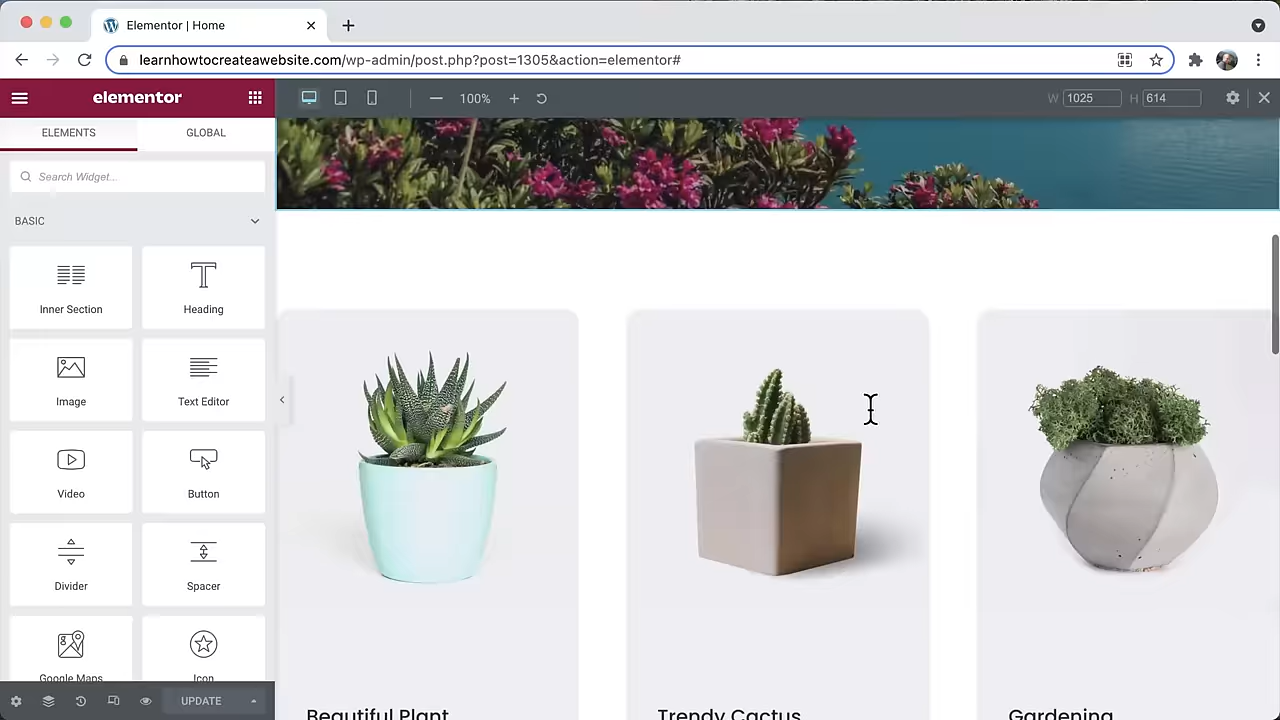 Elementor | Home
learnhowtocreateawebsite.com/wp-admin/post.php?post=1305&action=elementor#
elementor
100%
W 1025 H 614
ELEMENTS GLOBAL
Search Widget...
BASIC
Inner Section Heading
Image Text Editor
Video Button
Divider Spacer
Google Maps Icon
UPDATE
Beautiful Plant Trendy Cactus Gardening